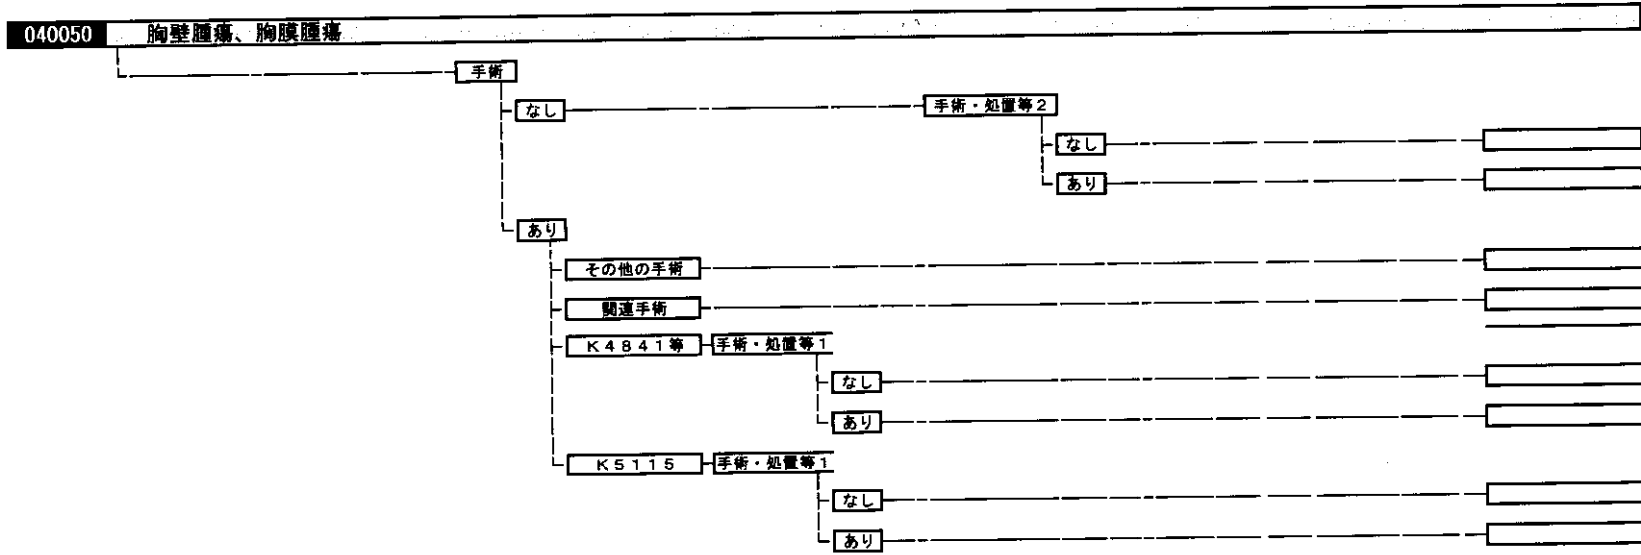 040050 胸壁腫瘍、胸膜腫瘍
手術
なし 手術・処置等2
なし
あり
あり
その他の手術
関連手術
K4841等 手術・処置等1
なし
あり
K5115 手術・処置等1
なし
あり